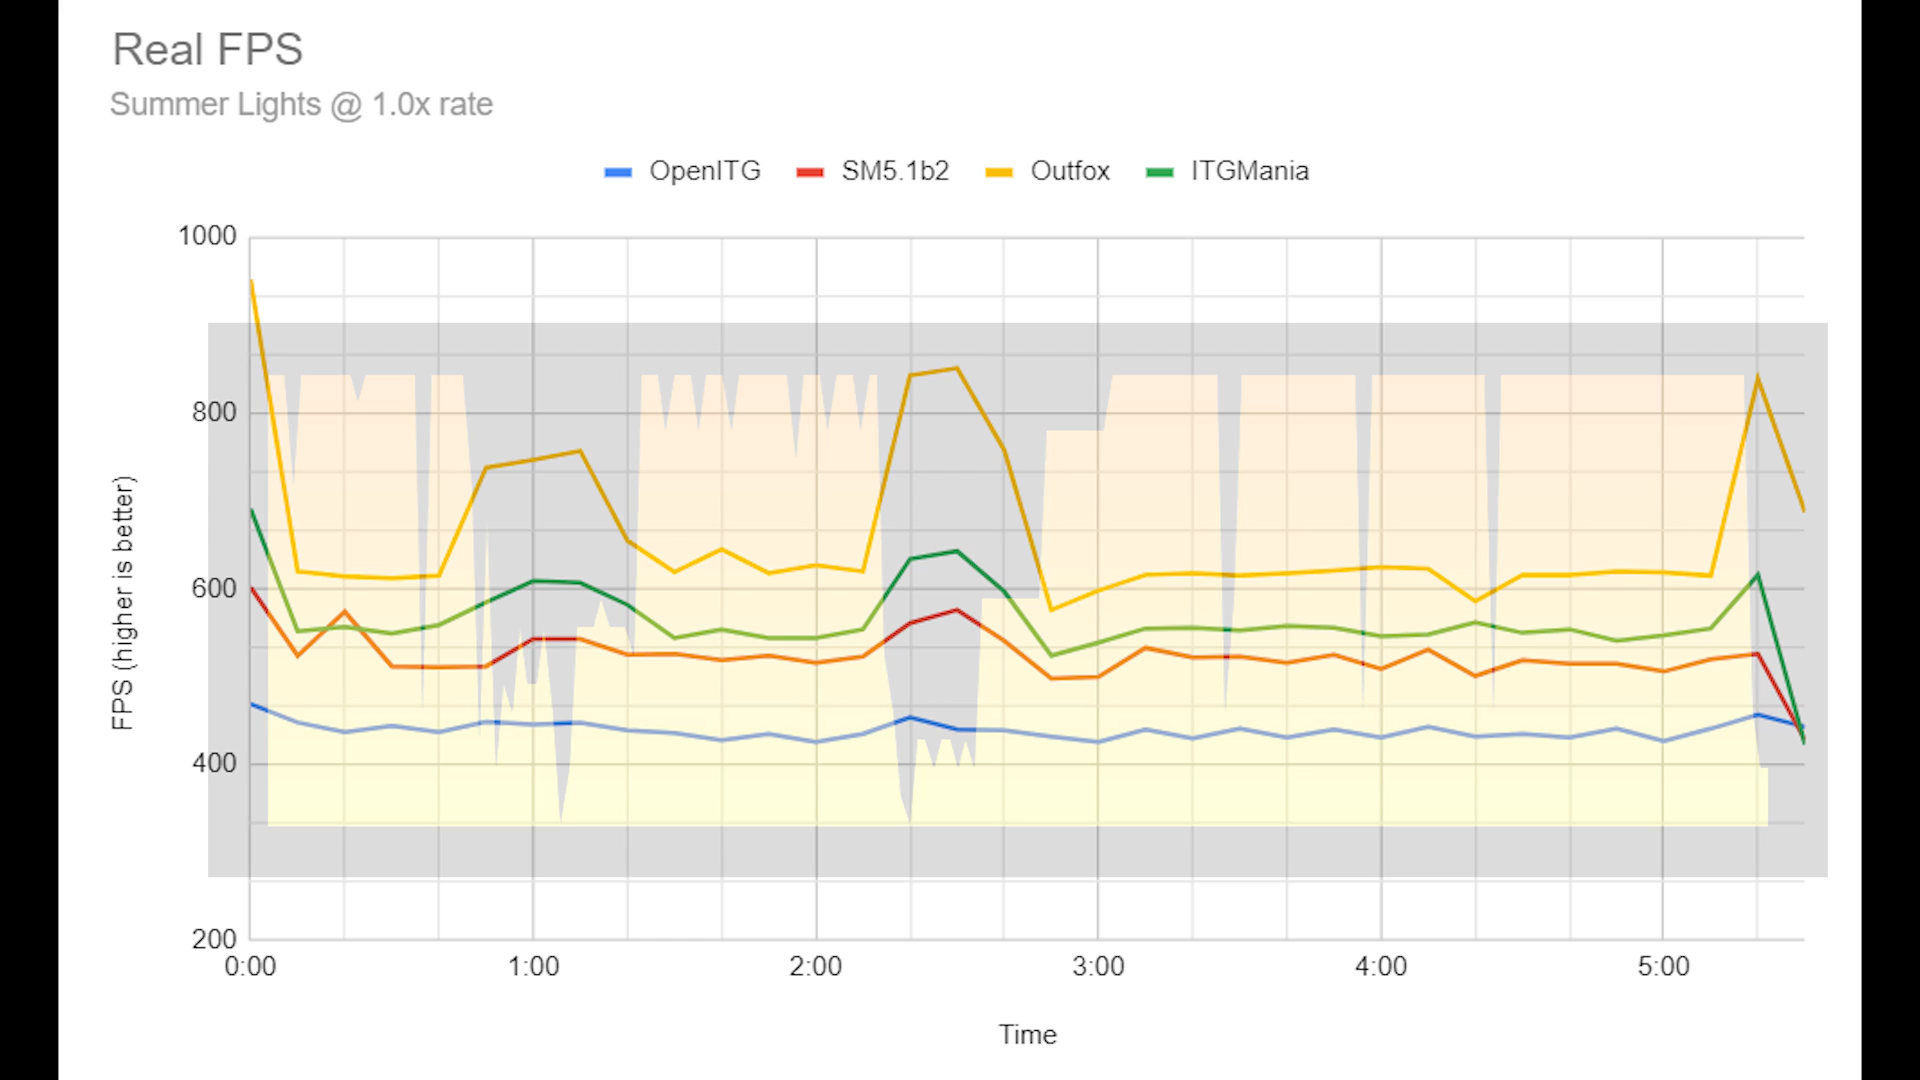 Real FPS
Summer Lights @ 1.0x rate
OpenITG SM5.1b2 Outfox ITGMania
1000
800
600
400
200
FPS (higher is better)
0:00 1:00 2:00 3:00 4:00 5:00
Time